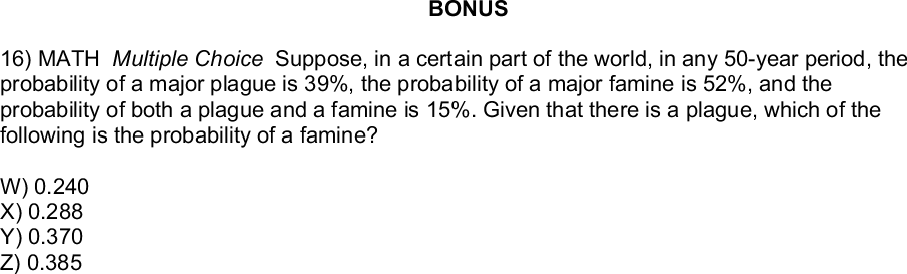 BONUS
16) MATH Multiple Choice Suppose, in a certain part of the world, in any 50-year period, the
probability of a major plague is 39%, the probability of a major famine is 52%, and the
probability of both a plague and a famine is 15%. Given that there is a plague, which of the
following is the probability of a famine?
W) 0.240
X) 0.288
Y) 0.370
Z) 0.385